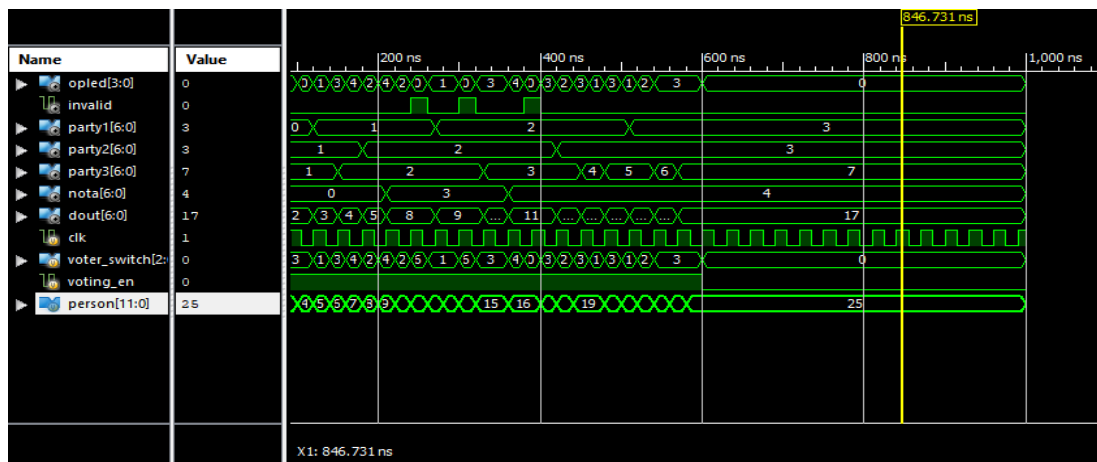 846.731 ns
Name Value 200 ns 400 ns 600 ns 800 ns 1,000 ns
opled[3:0] 0 0 1 3 4 2 4 2 0 1 0 3 4 0 3 2 3 1 3 1 2 3 0
invalid 0
party1[6:0] 3 0 1 2 3
party2[6:0] 3 1 2 3
party3[6:0] 7 1 2 3 4 5 6 7
nota[6:0] 4 0 3 4
dout[6:0] 17 2 3 4 5 8 9 ... 11 ... ... ... ... 17
clk 1
voter_switch[2: 0 3 1 3 4 2 4 2 6 1 6 3 4 0 3 2 3 1 3 1 2 3 0
voting_en 0
person[11:0] 25 4 5 6 7 8 9 15 16 19 25
X1: 846.731 ns